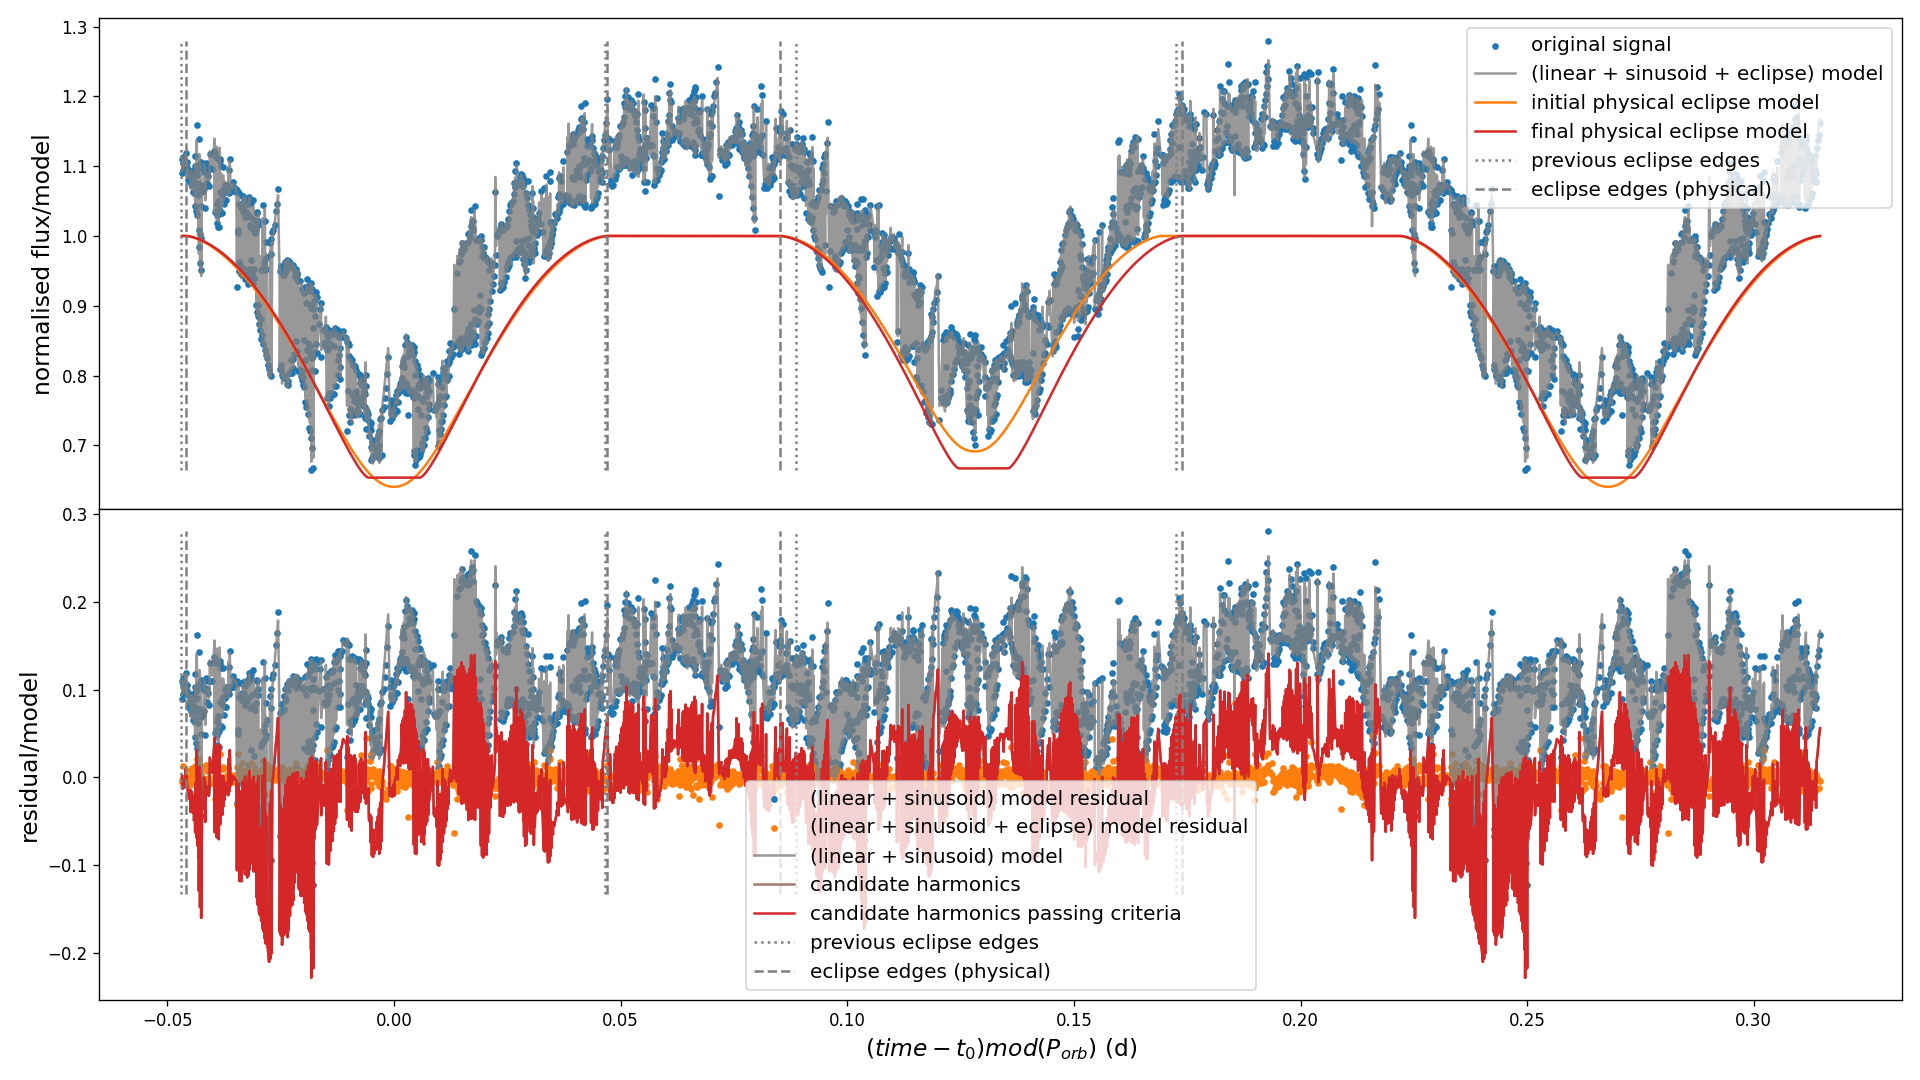 1.3
1.2
1.1
1.0
0.9
0.8
0.7
normalised flux/model
original signal
(linear + sinusoid + eclipse) model
initial physical eclipse model
final physical eclipse model
previous eclipse edges
eclipse edges (physical)
0.3
0.2
0.1
0.0
−0.1
−0.2
residual/model
(linear + sinusoid) model residual
(linear + sinusoid + eclipse) model residual
(linear + sinusoid) model
candidate harmonics
candidate harmonics passing criteria
previous eclipse edges
eclipse edges (physical)
−0.05 0.00 0.05 0.10 0.15 0.20 0.25 0.30
(time − t₀)mod(P_orb) (d)